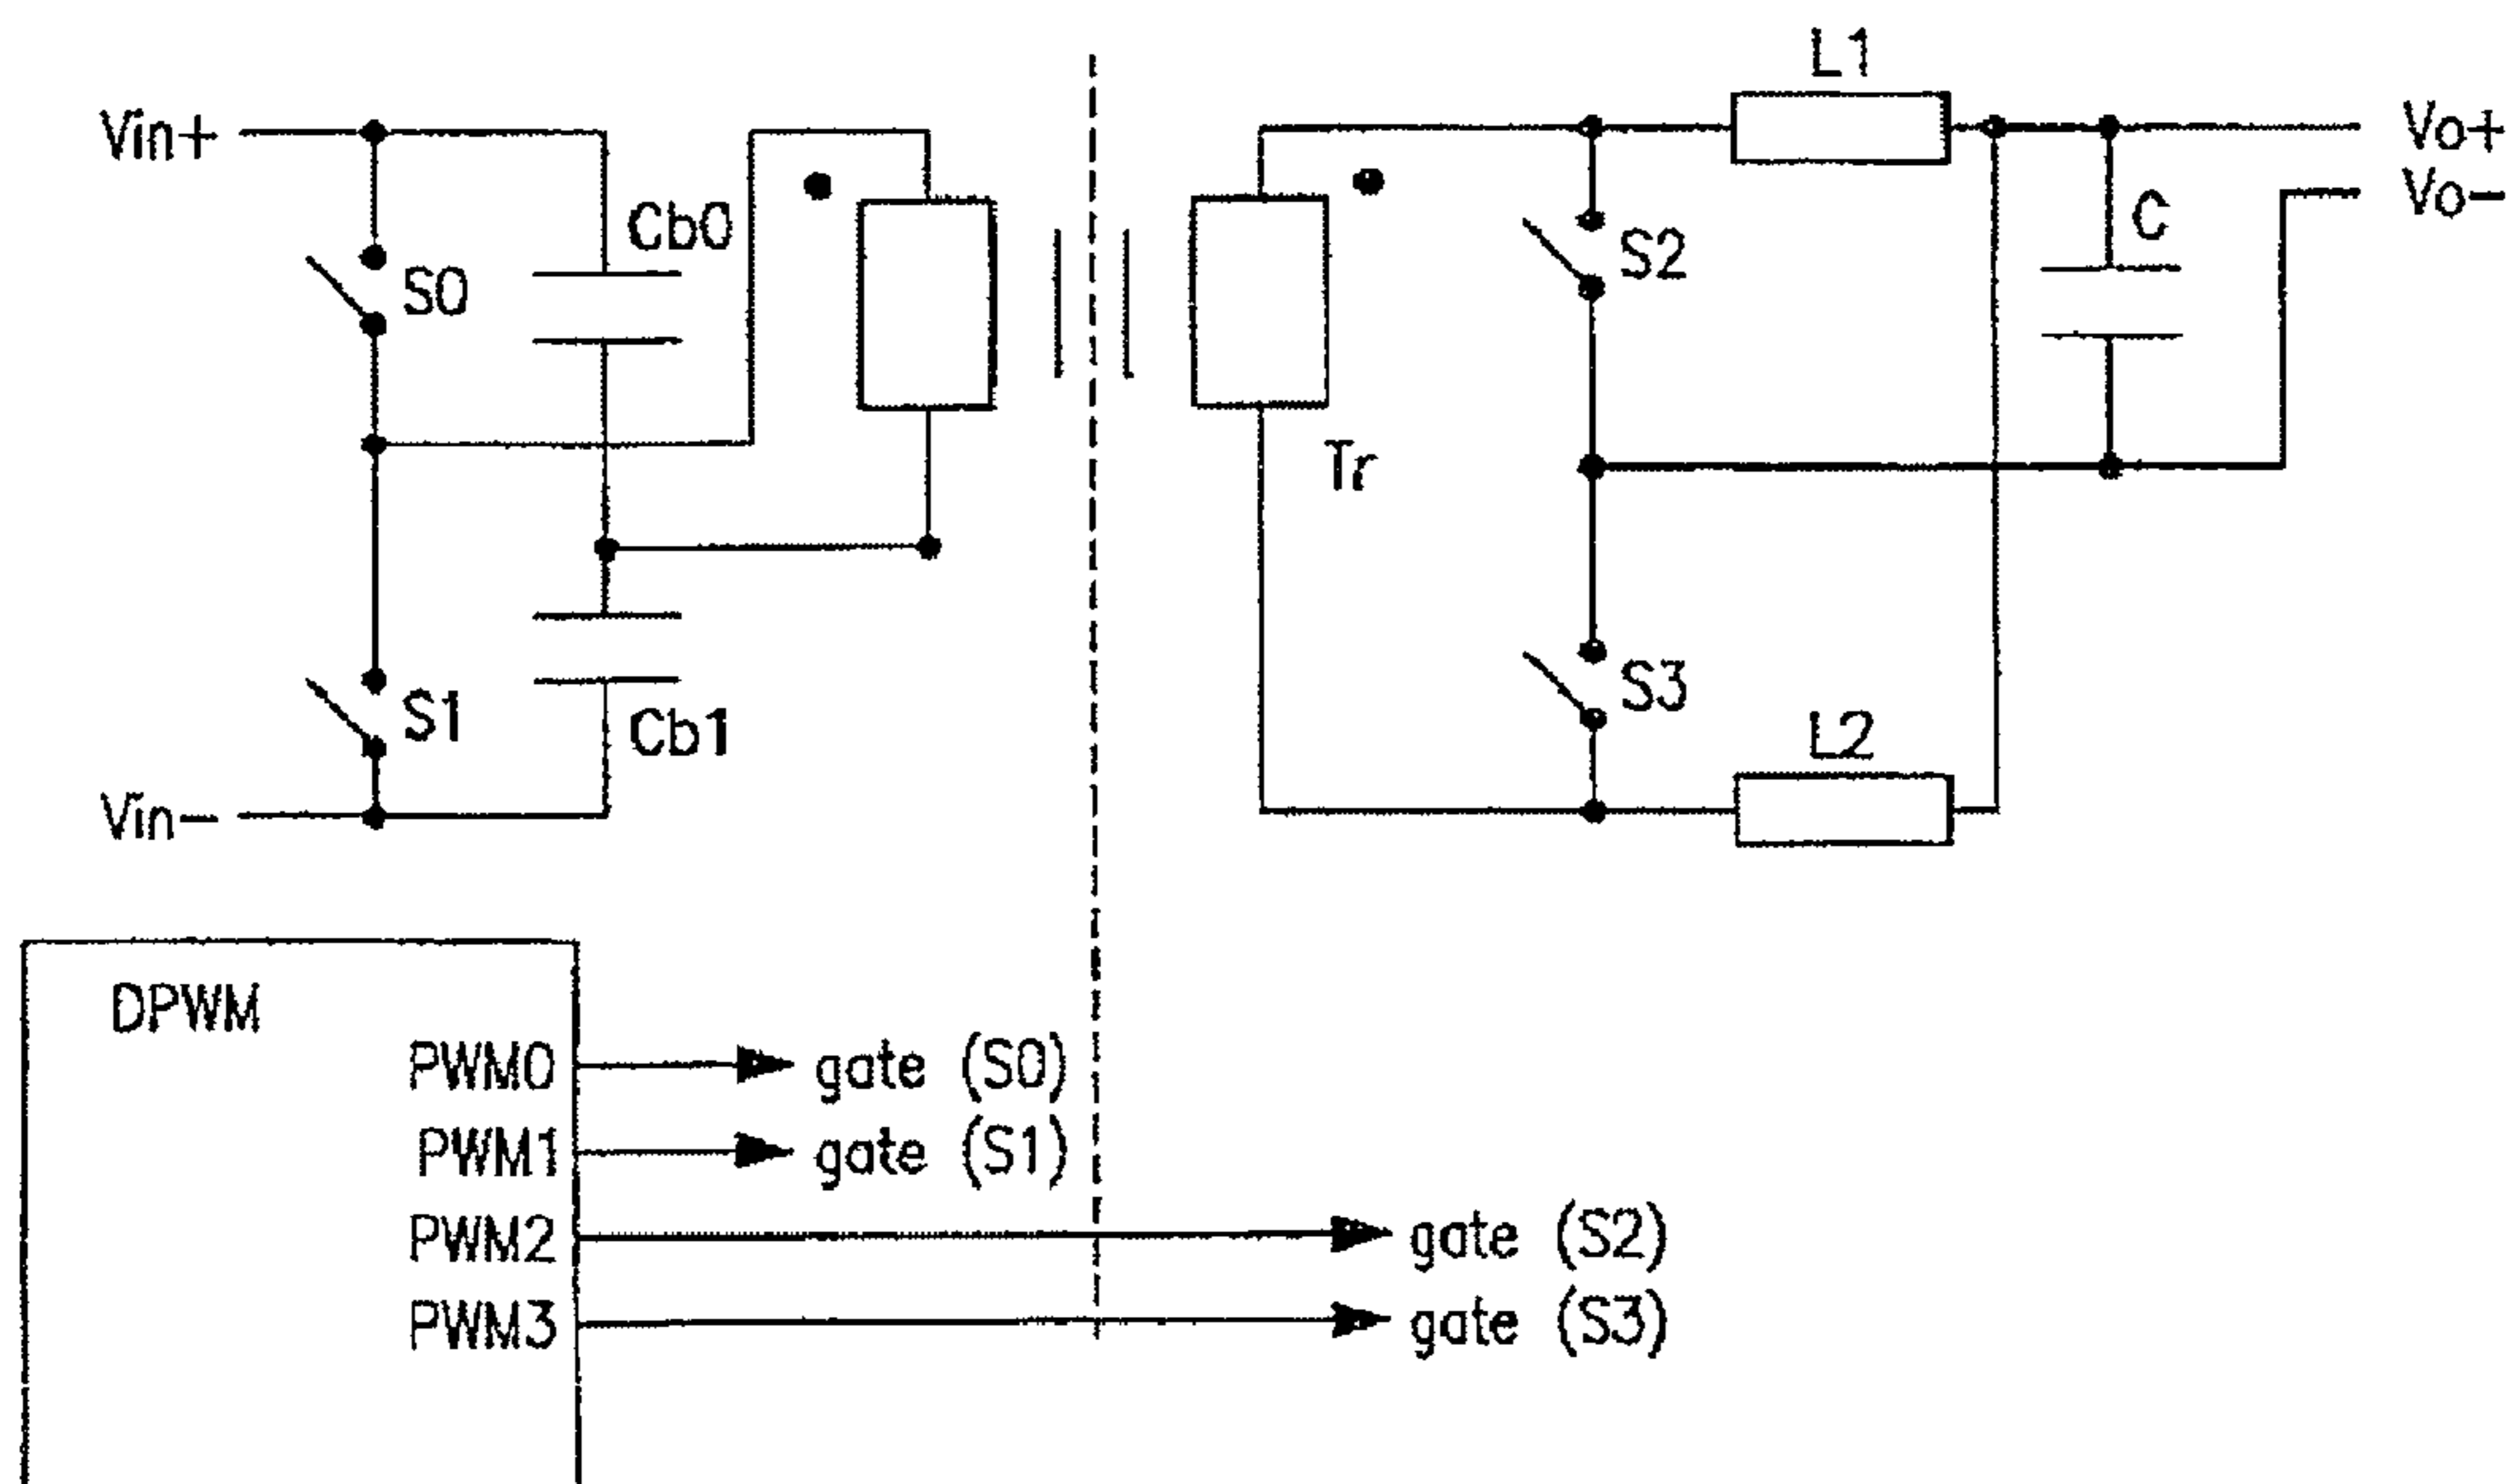 L1
Vin+
Vo+
Vo-
Cb0
C
S0
S2
Tr
S1
Cb1
S3
L2
Vin-
DPWM
PWM0 gate (S0)
PWM1 gate (S1)
PWM2 gate (S2)
PWM3 gate (S3)